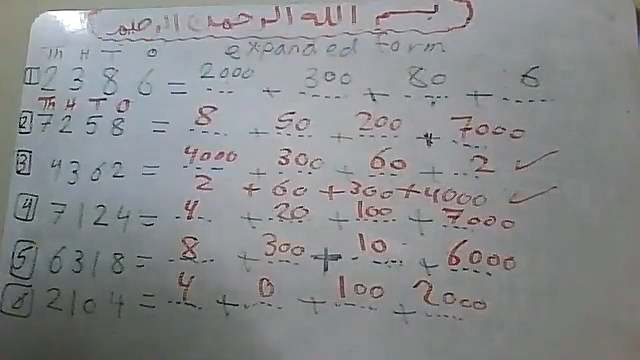 بسم الله الرحمن الرحيم
Th H T O expanded form
1 2386 = 2000 + 300 + 80 + 6
Th H T O
2 7258 = 8 + 50 + 200 + 7000
3 4362 = 4000 + 300 + 60 + 2 ✓
2 + 60 + 300 + 4000 ✓
4 7124 = 4 + 20 + 100 + 7000
5 6318 = 8 + 300 + 10 + 6000
6 2104 = 4 + 0 + 100 + 2000